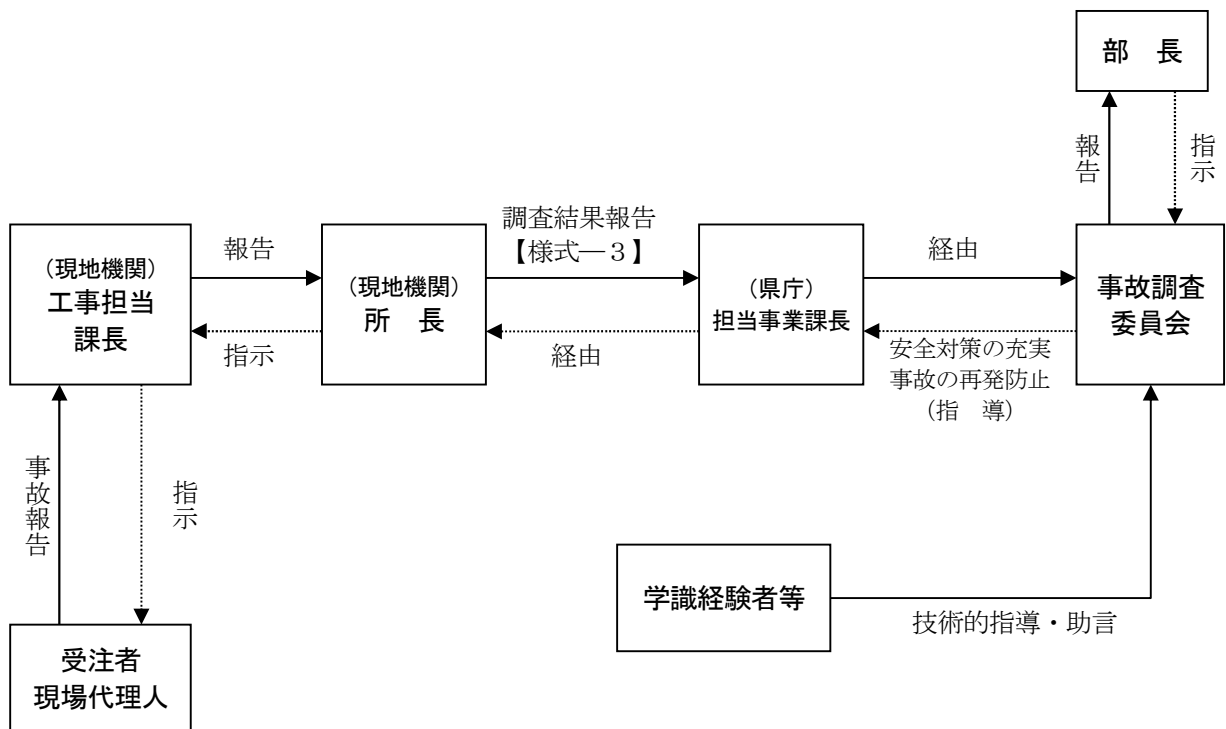 部　長
報告
指示
調査結果報告
【様式―３】
報告
経由
(現地機関)
工事担当
課長
(現地機関)
所　長
(県庁)
担当事業課長
事故調査
委員会
指示
経由
安全対策の充実
事故の再発防止
(指　導)
事故報告
指示
学識経験者等
技術的指導・助言
受注者
現場代理人